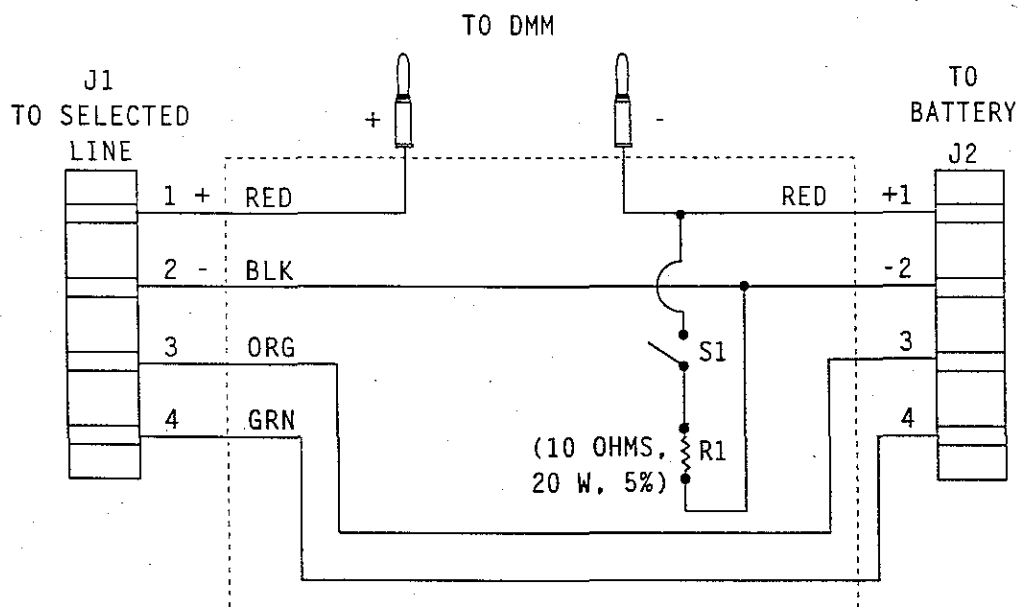 TO DMM
J1
TO SELECTED
LINE
+
-
TO
BATTERY
J2
1 + RED
RED +1
2 - BLK
-2
3 ORG
3
S1
4 GRN
4
(10 OHMS,
20 W, 5%)
R1